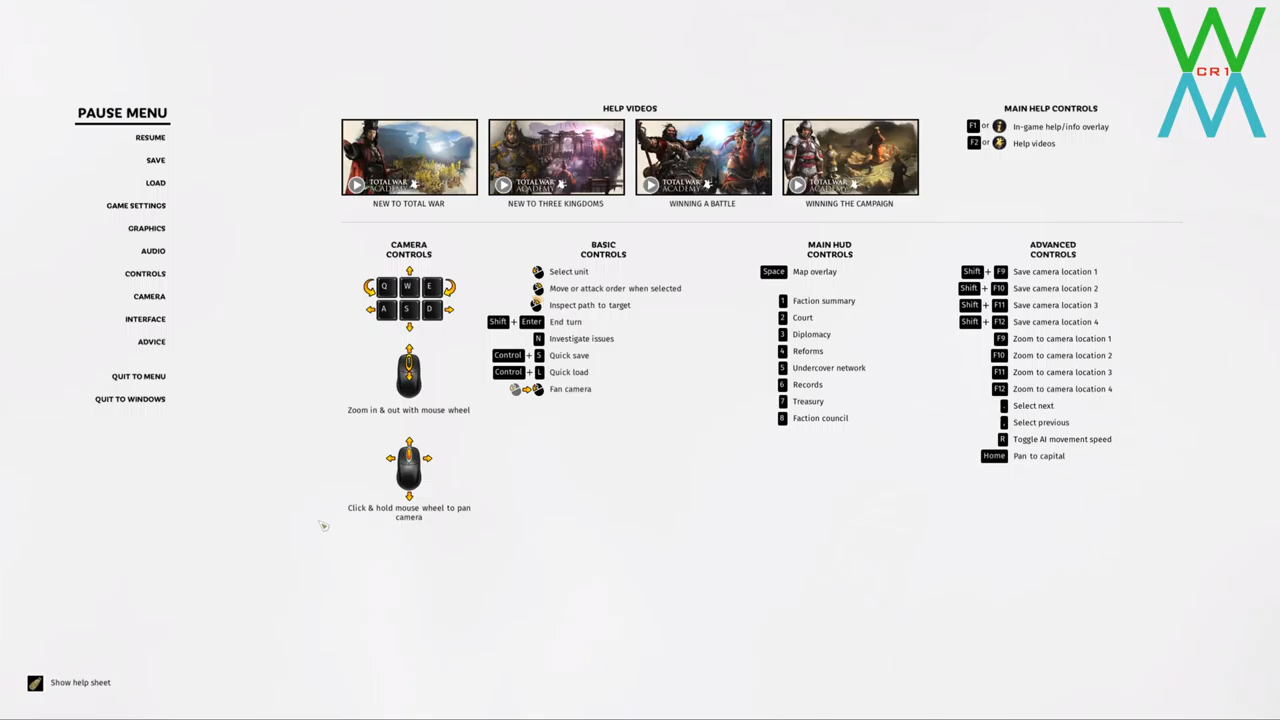 PAUSE MENU
RESUME
SAVE
LOAD
GAME SETTINGS
GRAPHICS
AUDIO
CONTROLS
CAMERA
INTERFACE
ADVICE
QUIT TO MENU
QUIT TO WINDOWS
HELP VIDEOS
TOTAL WAR
ACADEMY
NEW TO TOTAL WAR
TOTAL WAR
ACADEMY
NEW TO THREE KINGDOMS
TOTAL WAR
ACADEMY
WINNING A BATTLE
TOTAL WAR
ACADEMY
WINNING THE CAMPAIGN
MAIN HELP CONTROLS
F1 or In-game help/info overlay
F2 or Help videos
W
CR1
M
CAMERA
CONTROLS
Q W E
A S D
Zoom in & out with mouse wheel
Click & hold mouse wheel to pan
camera
BASIC
CONTROLS
Select unit
Move or attack order when selected
Inspect path to target
Shift + Enter End turn
N Investigate issues
Control + S Quick save
Control + L Quick load
Fan camera
MAIN HUD
CONTROLS
Space Map overlay
1 Faction summary
2 Court
3 Diplomacy
4 Reforms
5 Undercover network
6 Records
7 Treasury
8 Faction council
ADVANCED
CONTROLS
Shift + F9 Save camera location 1
Shift + F10 Save camera location 2
Shift + F11 Save camera location 3
Shift + F12 Save camera location 4
F9 Zoom to camera location 1
F10 Zoom to camera location 2
F11 Zoom to camera location 3
F12 Zoom to camera location 4
. Select next
, Select previous
R Toggle AI movement speed
Home Pan to capital
Show help sheet